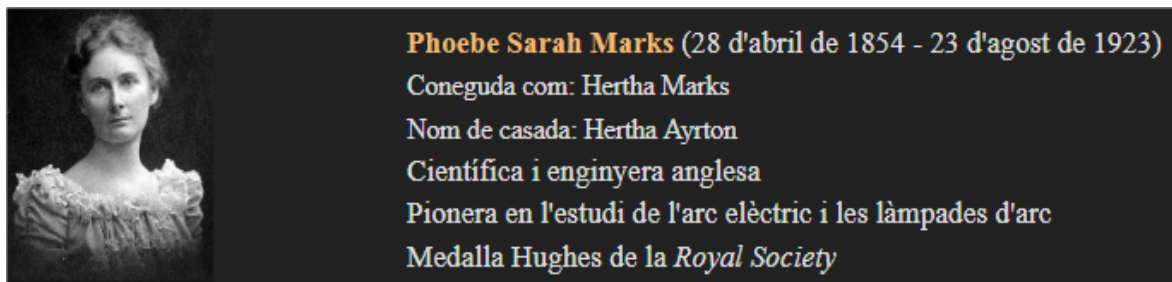 Phoebe Sarah Marks (28 d'abril de 1854 - 23 d'agost de 1923)
Coneguda com: Hertha Marks
Nom de casada: Hertha Ayrton
Científica i enginyera anglesa
Pionera en l'estudi de l'arc elèctric i les làmpades d'arc
Medalla Hughes de la Royal Society